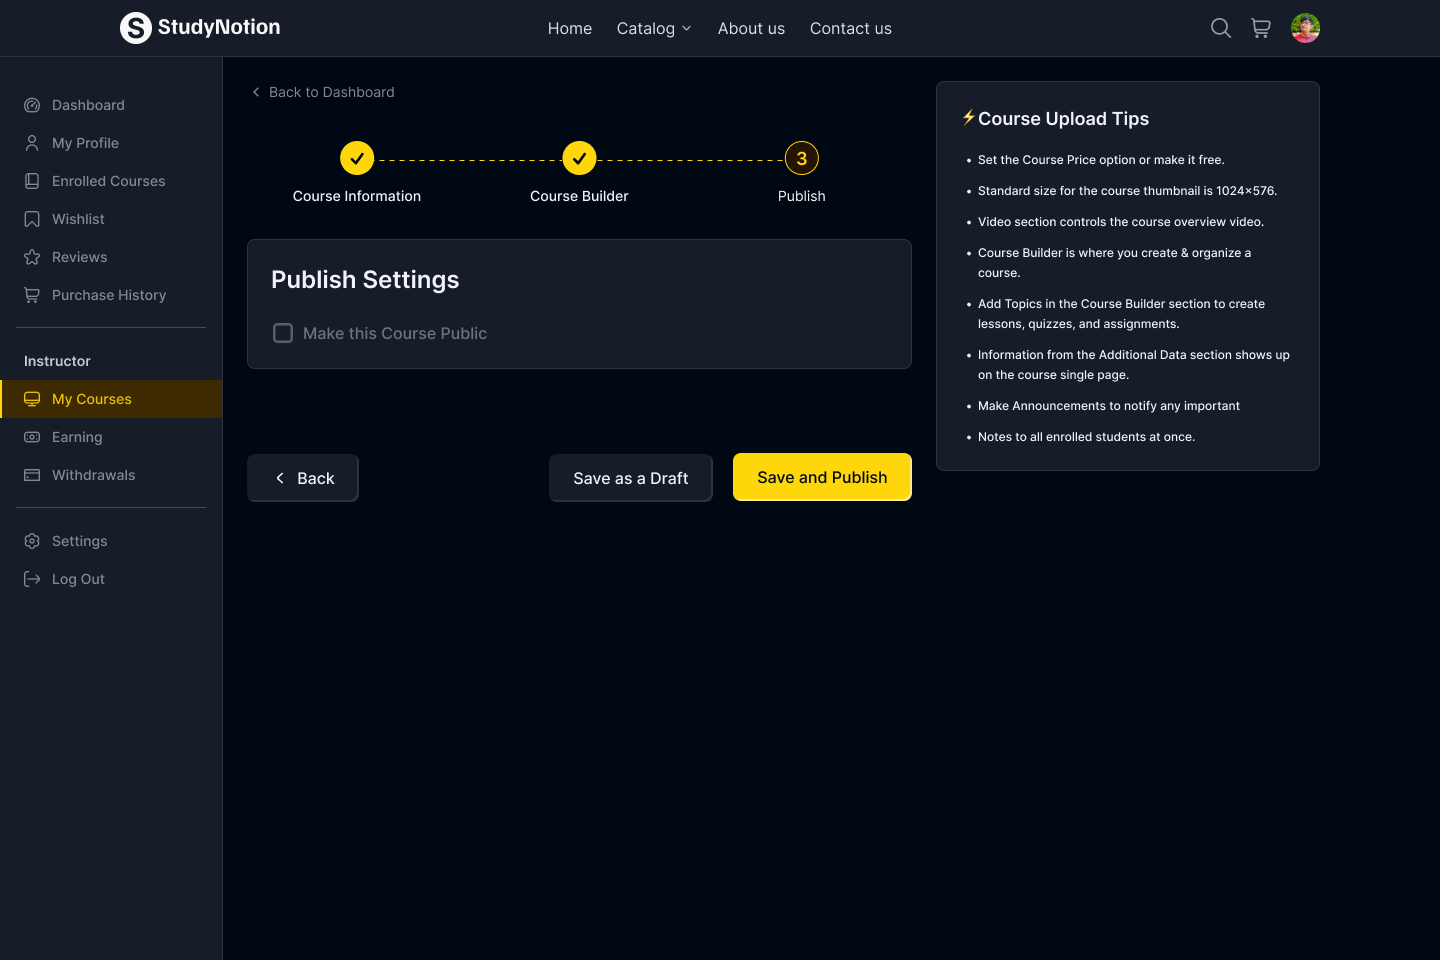 StudyNotion
Home
Catalog
About us
Contact us
Dashboard
My Profile
Enrolled Courses
Wishlist
Reviews
Purchase History
Instructor
My Courses
Earning
Withdrawals
Settings
Log Out
Back to Dashboard
3
Course Information
Course Builder
Publish
Publish Settings
Make this Course Public
Back
Save as a Draft
Save and Publish
⚡Course Upload Tips
• Set the Course Price option or make it free.
• Standard size for the course thumbnail is 1024×576.
• Video section controls the course overview video.
• Course Builder is where you create & organize a
course.
• Add Topics in the Course Builder section to create
lessons, quizzes, and assignments.
• Information from the Additional Data section shows up
on the course single page.
• Make Announcements to notify any important
• Notes to all enrolled students at once.